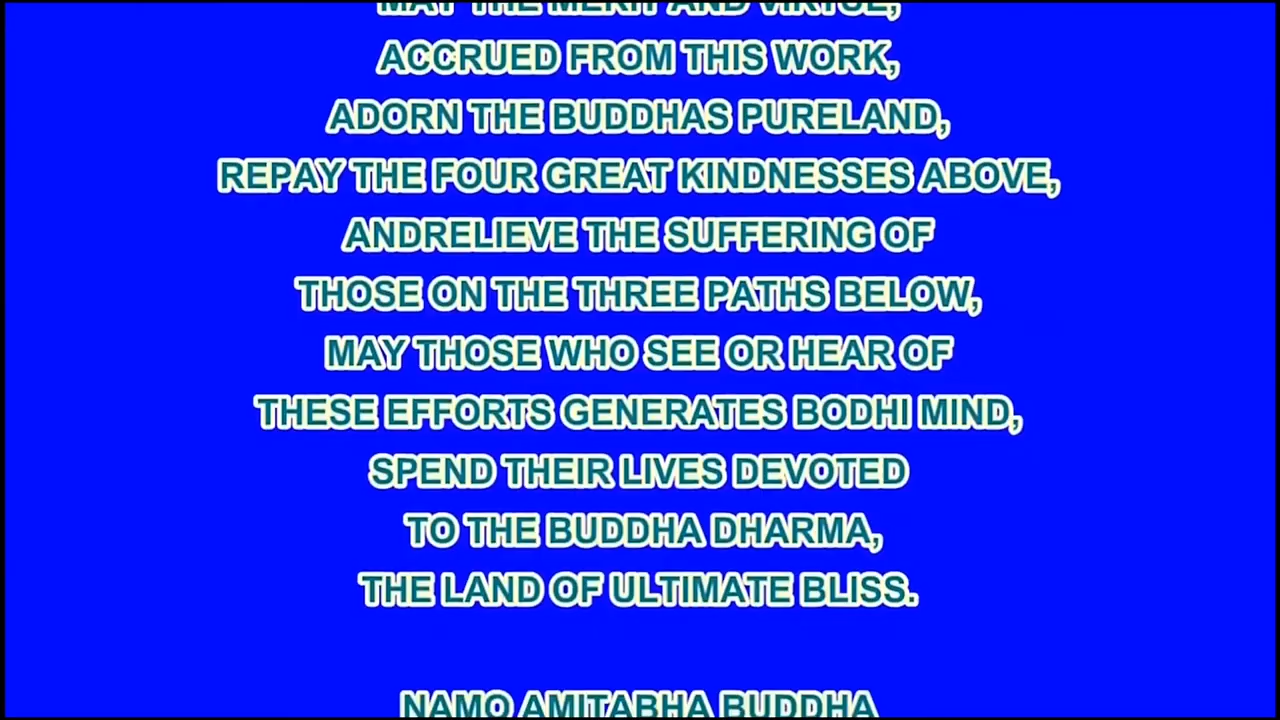 MAY THE MERIT AND VIRTUE,
ACCRUED FROM THIS WORK,
ADORN THE BUDDHAS PURELAND,
REPAY THE FOUR GREAT KINDNESSES ABOVE,
ANDRELIEVE THE SUFFERING OF
THOSE ON THE THREE PATHS BELOW,
MAY THOSE WHO SEE OR HEAR OF
THESE EFFORTS GENERATES BODHI MIND,
SPEND THEIR LIVES DEVOTED
TO THE BUDDHA DHARMA,
THE LAND OF ULTIMATE BLISS.
NAMO AMITABHA BUDDHA